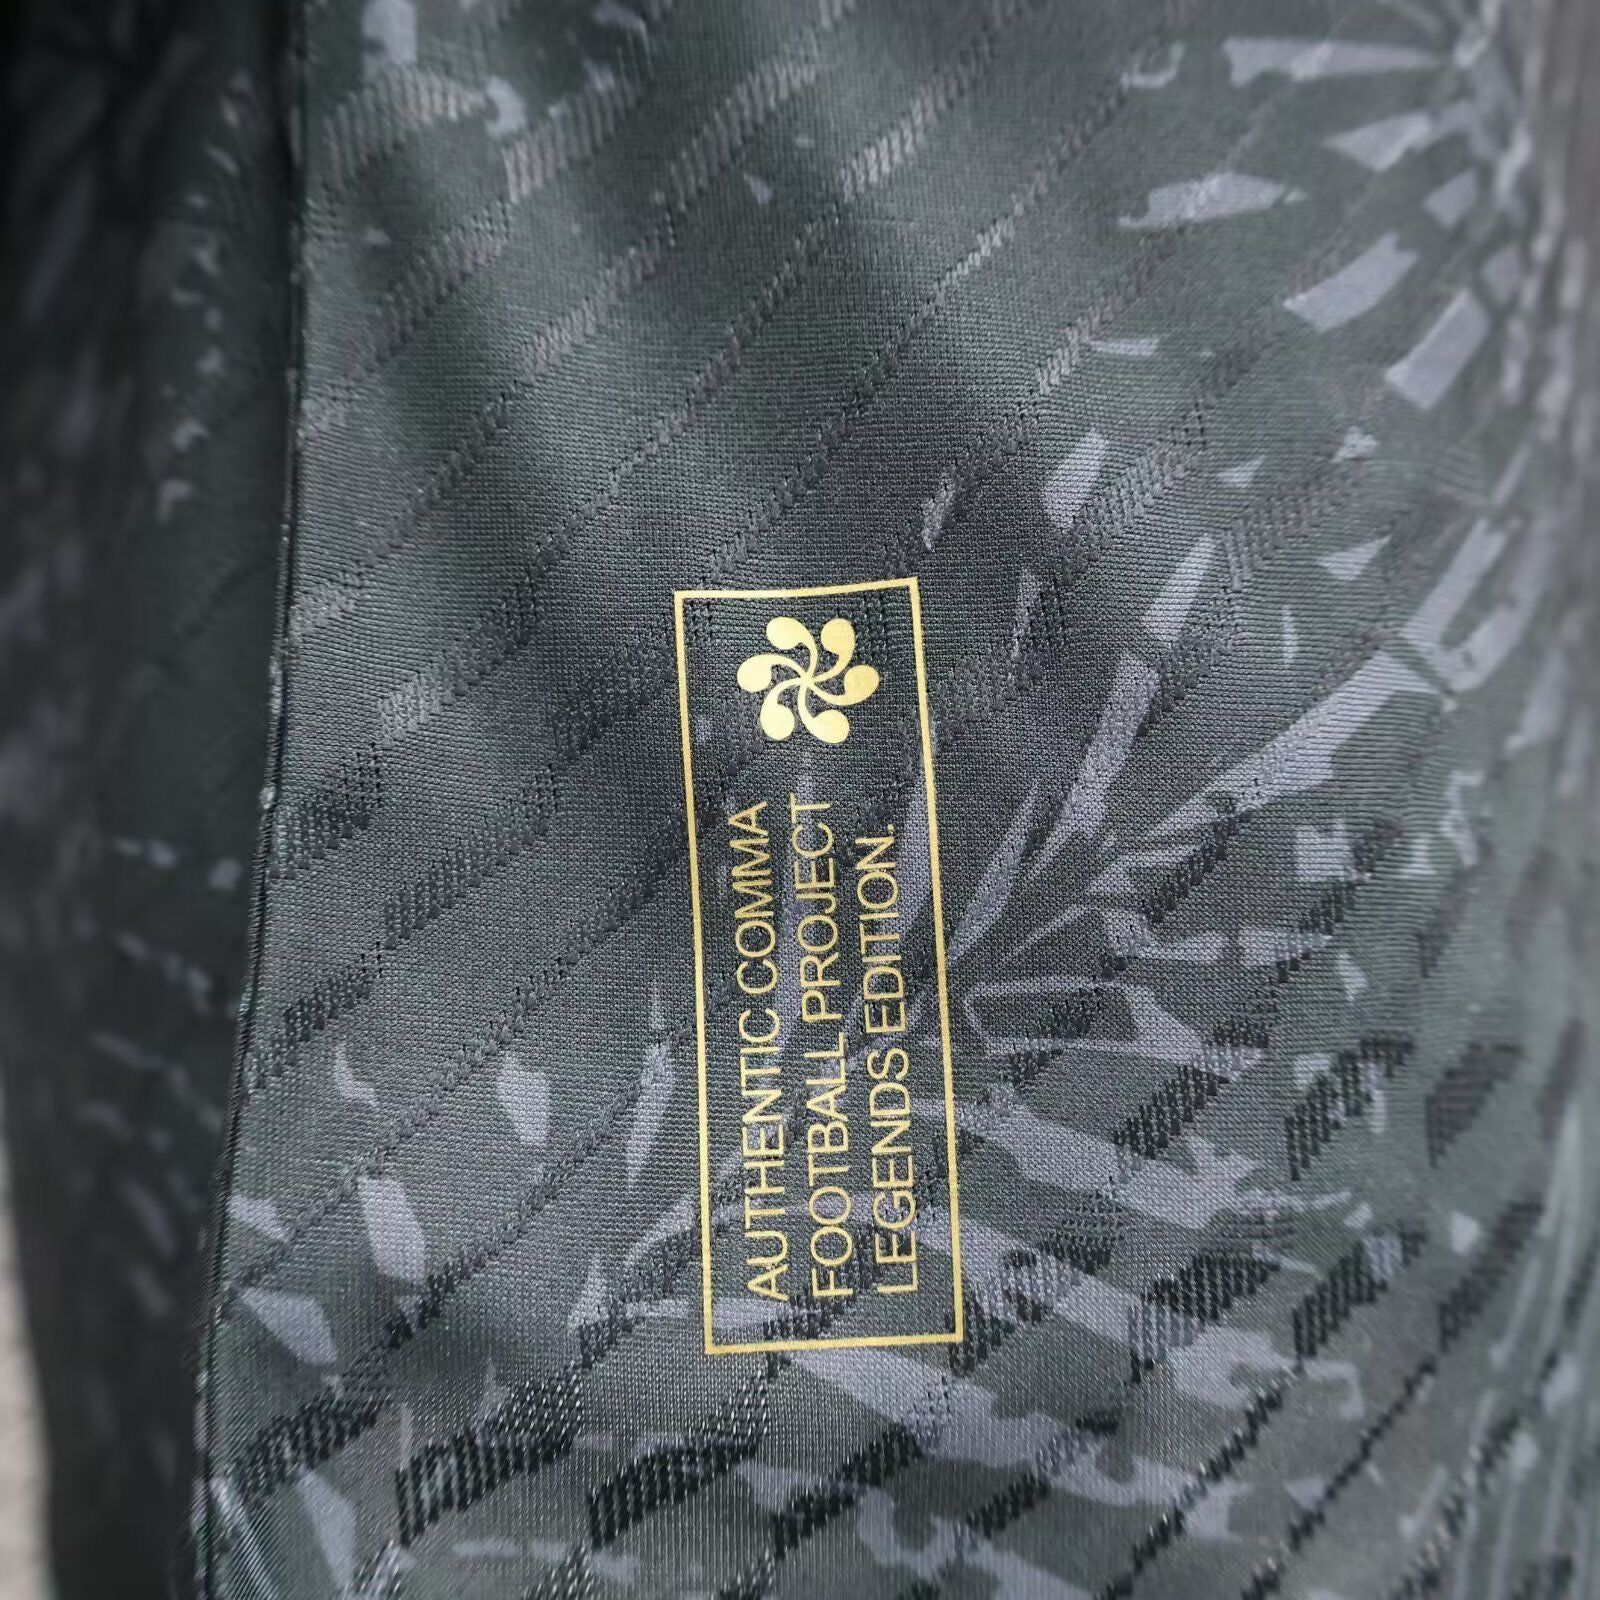 AUTHENTIC COMMA
FOOTBALL PROJECT
LEGENDS EDITION.